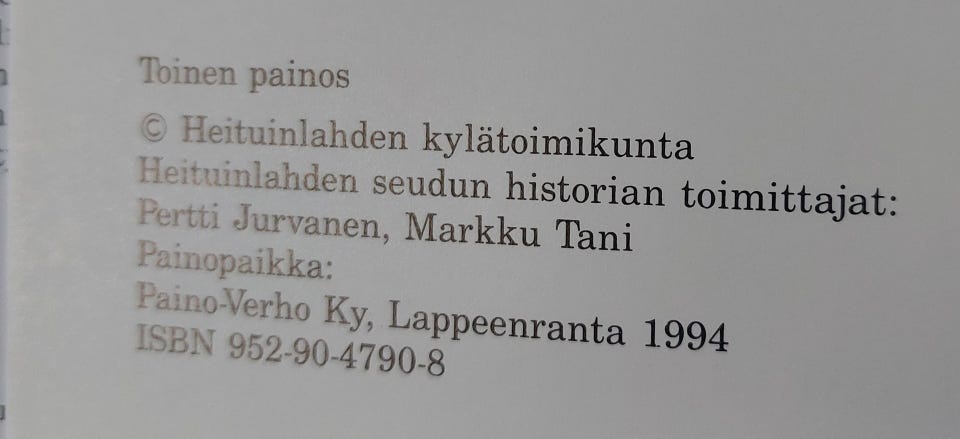 Toinen painos
© Heituinlahden kylätoimikunta
Heituinlahden seudun historian toimittajat:
Pertti Jurvanen, Markku Tani
Painopaikka:
Paino-Verho Ky, Lappeenranta 1994
ISBN 952-90-4790-8